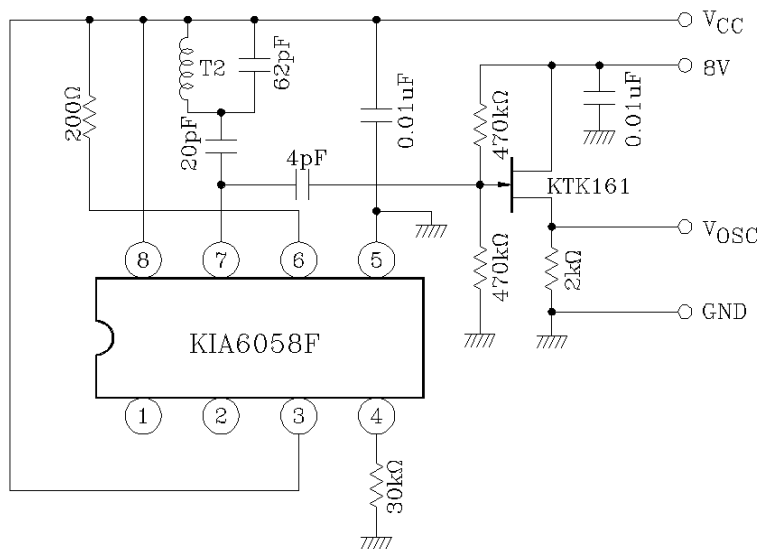 VCC
8V
T2
62pF
200Ω
20pF
0.01uF
470kΩ
0.01uF
4pF
KTK161
VOSC
8
7
6
5
470kΩ
2kΩ
GND
KIA6058F
1
2
3
4
30kΩ